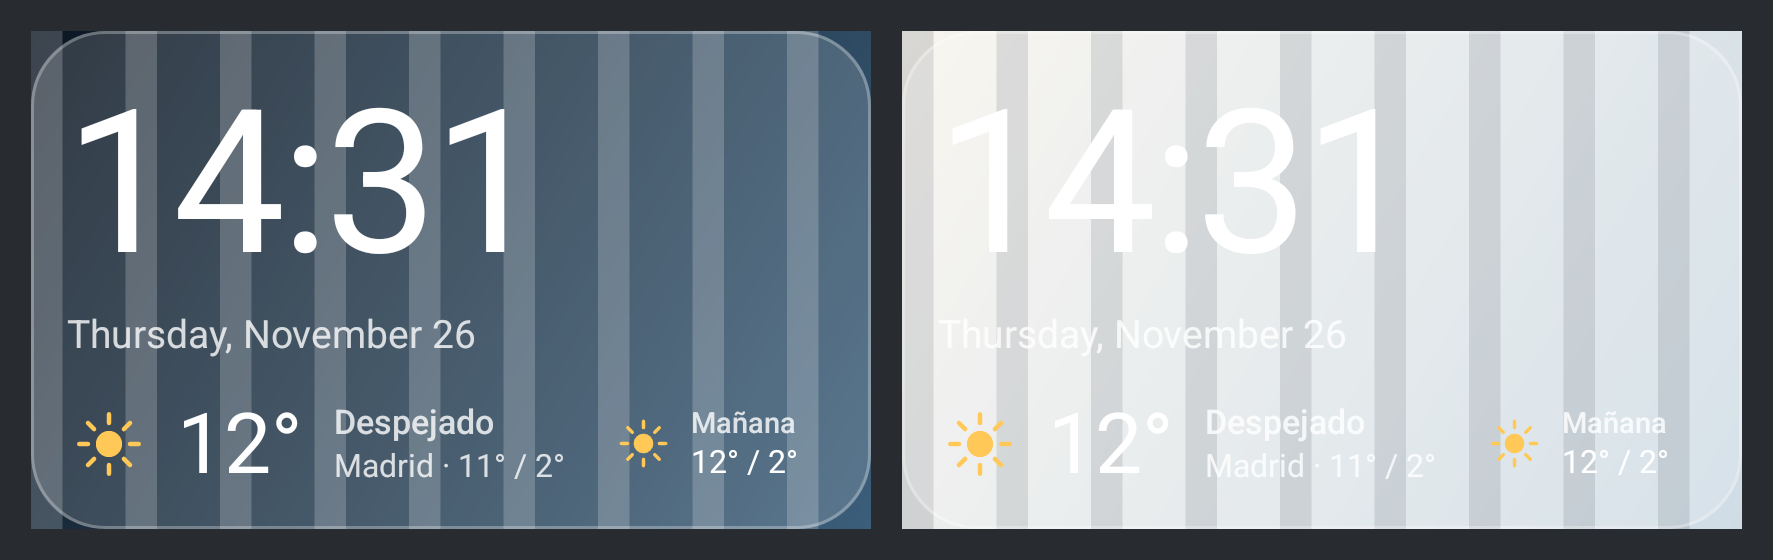 14:31
Thursday, November 26
12°
Despejado
Madrid · 11° / 2°
Mañana
12° / 2°
14:31
Thursday, November 26
12°
Despejado
Madrid · 11° / 2°
Mañana
12° / 2°